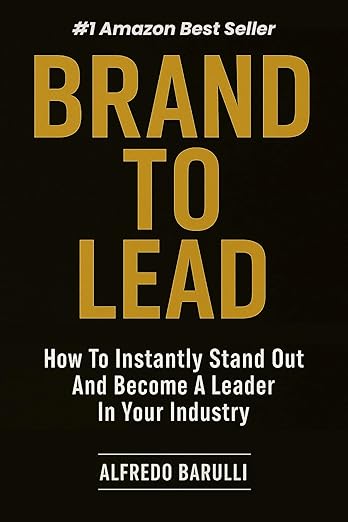 #1 Amazon Best Seller
BRAND
TO
LEAD
How To Instantly Stand Out
And Become A Leader
In Your Industry
ALFREDO BARULLI